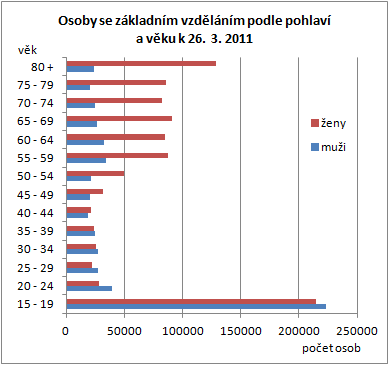 Osoby se základním vzděláním podle pohlaví
a věku k 26. 3. 2011
věk
80 +
75 - 79
70 - 74
65 - 69
60 - 64
55 - 59
50 - 54
45 - 49
40 - 44
35 - 39
30 - 34
25 - 29
20 - 24
15 - 19
ženy
muži
0 50000 100000 150000 200000 250000
počet osob